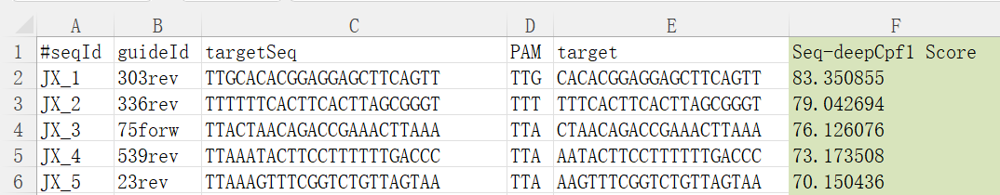 A B C D E F
1 #seqId guideId targetSeq PAM target Seq-deepCpf1 Score
2 JX_1 303rev TTGCACACGGAGGAGCTTCAGTT TTG CACACGGAGGAGCTTCAGTT 83.350855
3 JX_2 336rev TTTTTTCACTTCACTTAGCGGGT TTT TTTCACTTCACTTAGCGGGT 79.042694
4 JX_3 75forw TTACTAACAGACCGAAACTTAAA TTA CTAACAGACCGAAACTTAAA 76.126076
5 JX_4 539rev TTAAATACTTCCTTTTTTGACCC TTA AATACTTCCTTTTTTGACCC 73.173508
6 JX_5 23rev TTAAAGTTTCGGTCTGTTAGTAA TTA AAGTTTCGGTCTGTTAGTAA 70.150436